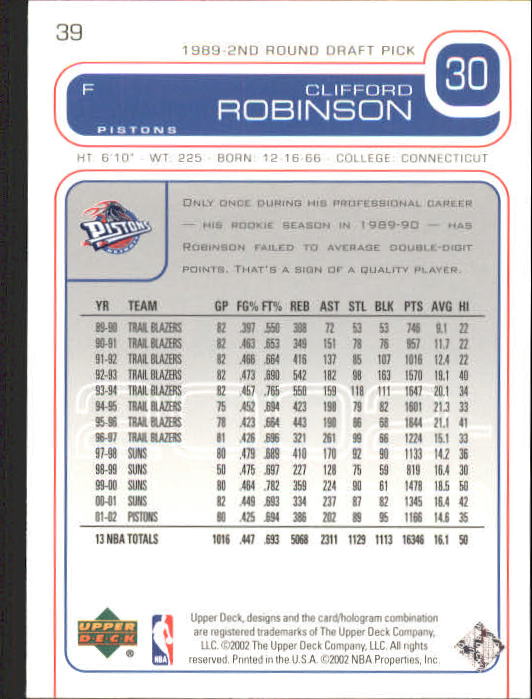 39
1989-2ND ROUND DRAFT PICK
30
F
CLIFFORD
ROBINSON
PISTONS
HT: 6'10" · WT: 225 · BORN: 12-16-66 · COLLEGE: CONNECTICUT
PISTONS
ONLY ONCE DURING HIS PROFESSIONAL CAREER
— HIS ROOKIE SEASON IN 1989-90 — HAS
ROBINSON FAILED TO AVERAGE DOUBLE-DIGIT
POINTS. THAT'S A SIGN OF A QUALITY PLAYER.
YR TEAM GP FG% FT% REB AST STL BLK PTS AVG HI
89-90 TRAIL BLAZERS 82 .397 .550 308 72 53 53 746 9.1 22
90-91 TRAIL BLAZERS 82 .463 .653 349 151 78 76 957 11.7 22
91-92 TRAIL BLAZERS 82 .466 .664 416 137 85 107 1016 12.4 22
92-93 TRAIL BLAZERS 82 .473 .690 542 182 98 163 1570 19.1 40
93-94 TRAIL BLAZERS 82 .457 .765 550 159 118 111 1647 20.1 34
94-95 TRAIL BLAZERS 75 .452 .694 423 198 79 82 1601 21.3 33
95-96 TRAIL BLAZERS 78 .423 .664 443 190 86 68 1644 21.1 41
96-97 TRAIL BLAZERS 81 .426 .696 321 261 99 66 1224 15.1 33
97-98 SUNS 80 .479 .689 410 170 92 90 1133 14.2 36
98-99 SUNS 50 .475 .697 227 128 75 59 819 16.4 30
99-00 SUNS 80 .464 .782 359 224 90 61 1478 18.5 50
00-01 SUNS 82 .449 .693 334 237 87 82 1345 16.4 42
01-02 PISTONS 80 .425 .694 386 202 89 95 1166 14.6 35
13 NBA TOTALS 1016 .447 .693 5068 2311 1129 1113 16346 16.1 50
UPPER
DECK
®
NBA
Upper Deck, designs and the card/hologram combination
are registered trademarks of The Upper Deck Company,
LLC. ©2002 The Upper Deck Company, LLC. All rights
reserved. Printed in the U.S.A. ©2002 NBA Properties, Inc.